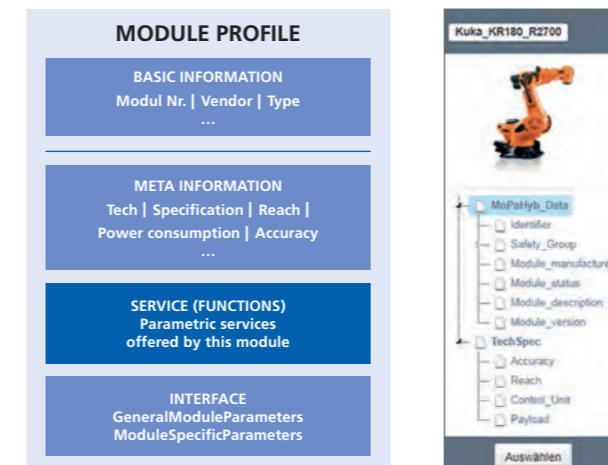 MODULE PROFILE
BASIC INFORMATION
Modul Nr. | Vendor | Type
...
META INFORMATION
Tech | Specification | Reach |
Power consumption | Accuracy
...
SERVICE (FUNCTIONS)
Parametric services
offered by this module
INTERFACE
GeneralModuleParameters
ModuleSpecificParameters
Kuka_KR180_R2700
MoPaHyb_Data
Identifier
Safety_Group
Module_manufacture
Module_status
Module_description
Module_version
TechSpec
Accuracy
Reach
Control_Unit
Payload
Auswählen